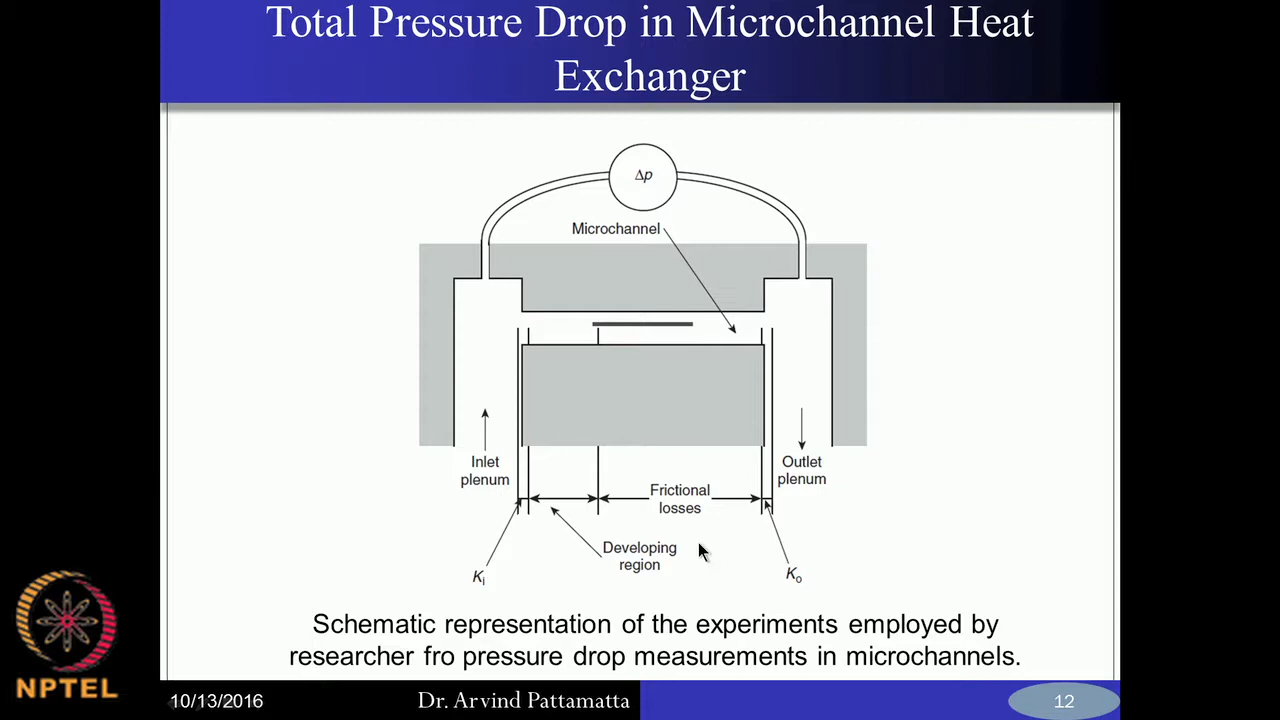 Total Pressure Drop in Microchannel Heat
Exchanger
Δp
Microchannel
Inlet
plenum
Outlet
plenum
Frictional
losses
Developing
region
Ki
Ko
Schematic representation of the experiments employed by
researcher fro pressure drop measurements in microchannels.
NPTEL
10/13/2016
Dr. Arvind Pattamatta
12